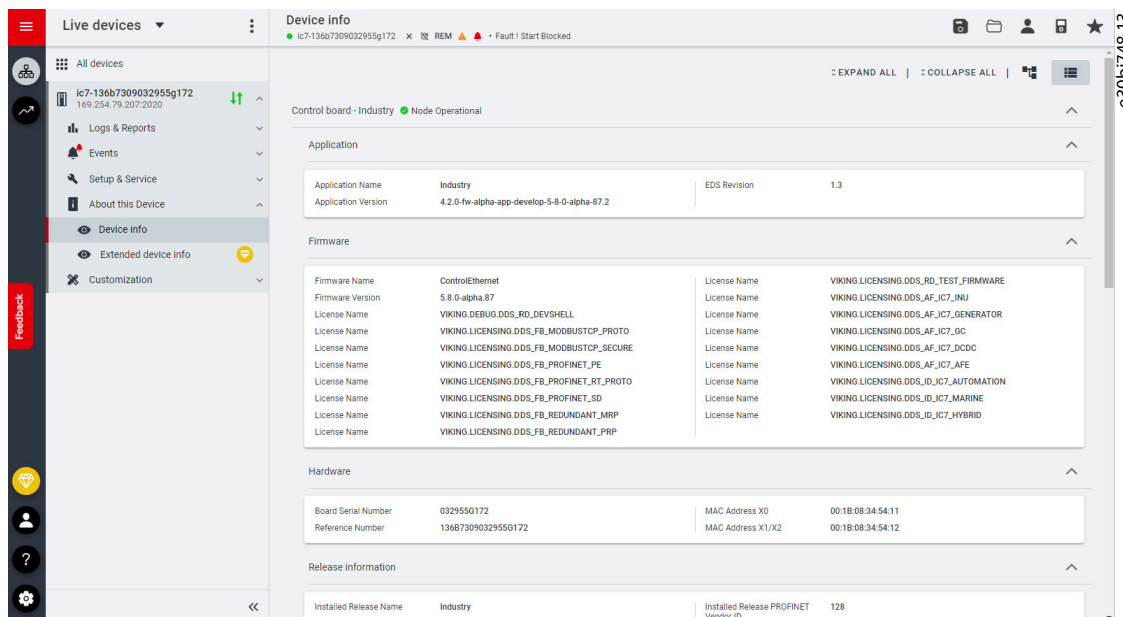 Live devices
Device info
ic7-136b7309032955g172 REM • Fault ! Start Blocked
All devices
ic7-136b7309032955g172
169.254.79.207:2020
Logs & Reports
Events
Setup & Service
About this Device
Device info
Extended device info
Customization
Feedback
EXPAND ALL | COLLAPSE ALL |
Control board - Industry Node Operational
Application
Application Name Industry EDS Revision 1.3
Application Version 4.2.0-fw-alpha-app-develop-5-8-0-alpha-87.2
Firmware
Firmware Name ControlEthernet License Name VIKING.LICENSING.DDS_RD_TEST_FIRMWARE
Firmware Version 5.8.0-alpha.87 License Name VIKING.LICENSING.DDS_AF_IC7_INU
License Name VIKING.DEBUG.DDS_RD_DEVSHELL License Name VIKING.LICENSING.DDS_AF_IC7_GENERATOR
License Name VIKING.LICENSING.DDS_FB_MODBUSTCP_PROTO License Name VIKING.LICENSING.DDS_AF_IC7_GC
License Name VIKING.LICENSING.DDS_FB_MODBUSTCP_SECURE License Name VIKING.LICENSING.DDS_AF_IC7_DCDC
License Name VIKING.LICENSING.DDS_FB_PROFINET_PE License Name VIKING.LICENSING.DDS_AF_IC7_AFE
License Name VIKING.LICENSING.DDS_FB_PROFINET_RT_PROTO License Name VIKING.LICENSING.DDS_ID_IC7_AUTOMATION
License Name VIKING.LICENSING.DDS_FB_PROFINET_SD License Name VIKING.LICENSING.DDS_ID_IC7_MARINE
License Name VIKING.LICENSING.DDS_FB_REDUNDANT_MRP License Name VIKING.LICENSING.DDS_ID_IC7_HYBRID
License Name VIKING.LICENSING.DDS_FB_REDUNDANT_PRP
Hardware
Board Serial Number 032955G172 MAC Address X0 00:1B:08:34:54:11
Reference Number 136B7309032955G172 MAC Address X1/X2 00:1B:08:34:54:12
Release information
Installed Release Name Industry Installed Release PROFINET 128
Vendor ID